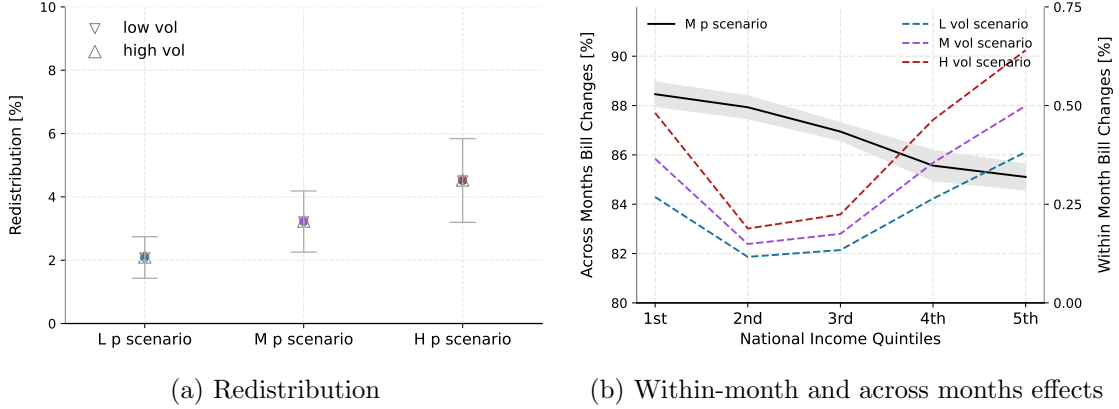 10
8
6
4
2
0
Redistribution [%]
low vol
high vol
L p scenario
M p scenario
H p scenario
(a) Redistribution
90
88
86
84
82
80
Across Months Bill Changes [%]
M p scenario
L vol scenario
M vol scenario
H vol scenario
0.75
0.50
0.25
0.00
Within Month Bill Changes [%]
1st
2nd
3rd
4th
5th
National Income Quintiles
(b) Within-month and across months effects